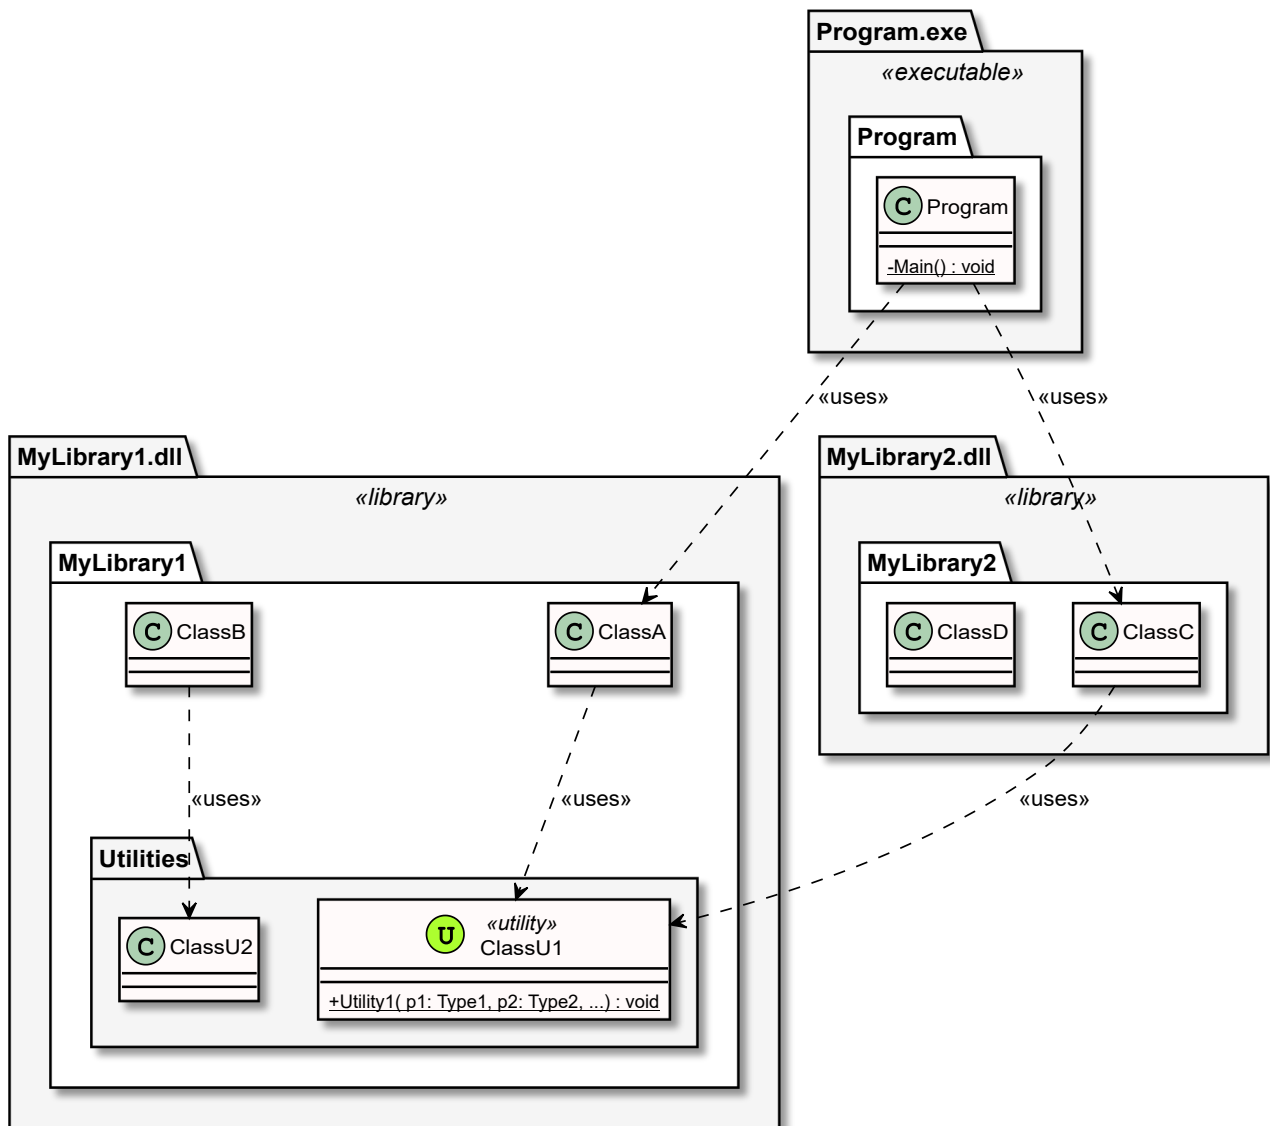 Program.exe
«executable»
Program
C Program
-Main() : void
«uses»
«uses»
MyLibrary1.dll
«library»
MyLibrary1
C ClassB
C ClassA
MyLibrary2.dll
«library»
MyLibrary2
C ClassD
C ClassC
«uses»
«uses»
«uses»
Utilities
C ClassU2
U «utility»
ClassU1
+Utility1( p1: Type1, p2: Type2, ...) : void